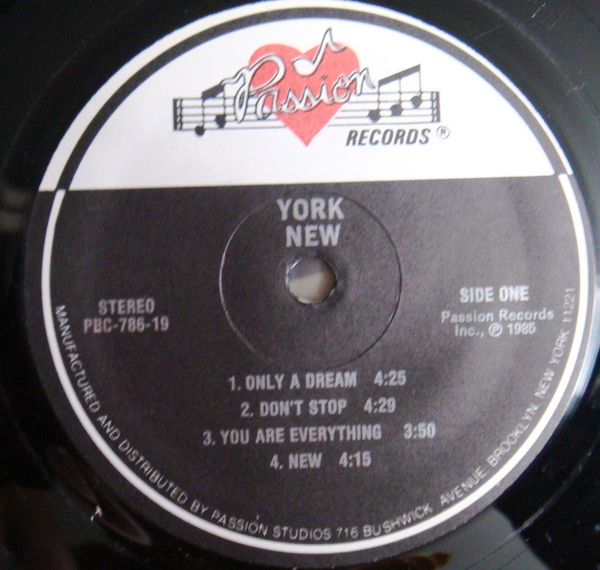 Passion
RECORDS ®
YORK
NEW
STEREO
PBC-786-19
SIDE ONE
Passion Records
Inc., ℗ 1985
1. ONLY A DREAM 4:25
2. DON'T STOP 4:29
3. YOU ARE EVERYTHING 3:50
4. NEW 4:15
MANUFACTURED AND DISTRIBUTED BY PASSION STUDIOS 716 BUSHWICK AVENUE, BROOKLYN, NEW YORK 11221